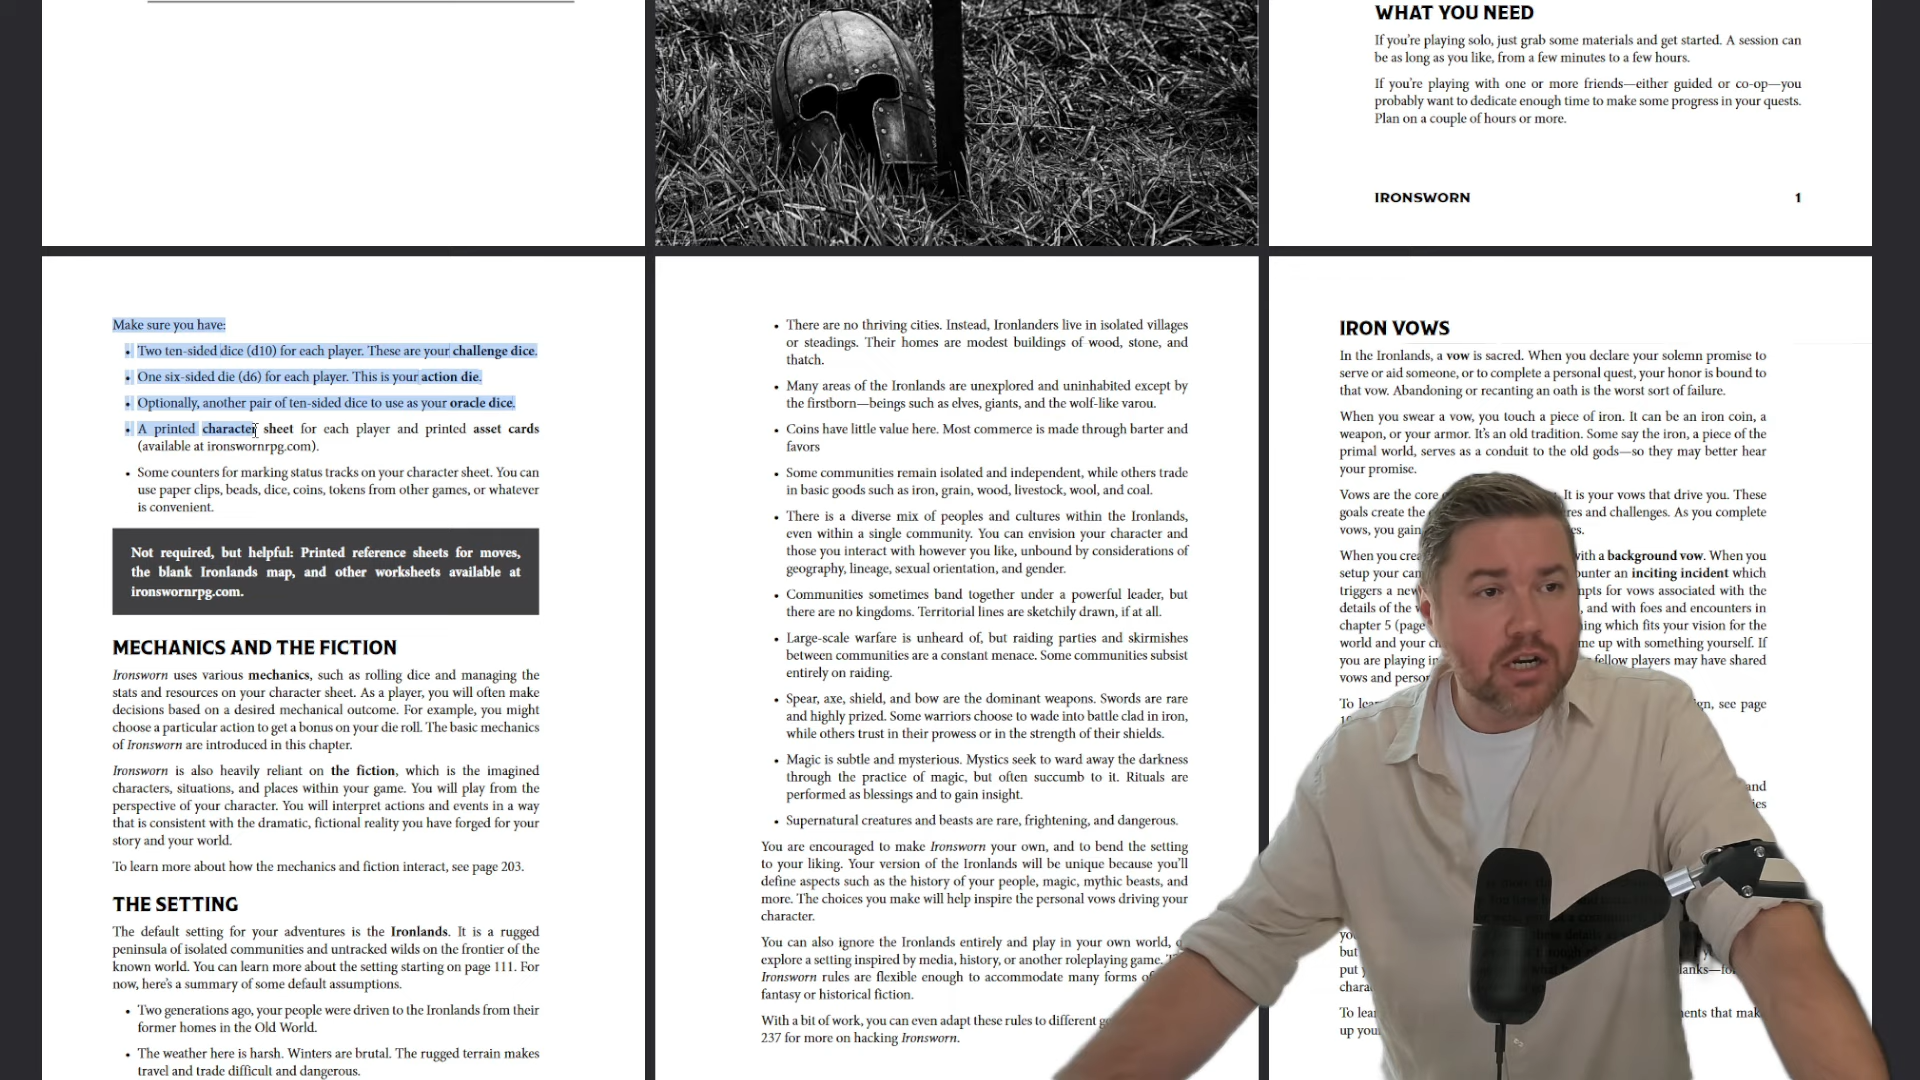 WHAT YOU NEED
If you're playing solo, just grab some materials and get started. A session can
be as long as you like, from a few minutes to a few hours.
If you're playing with one or more friends—either guided or co-op—you
probably want to dedicate enough time to make some progress in your quests.
Plan on a couple of hours or more.
IRONSWORN 1
Make sure you have:
• Two ten-sided dice (d10) for each player. These are your challenge dice.
• One six-sided die (d6) for each player. This is your action die.
• Optionally, another pair of ten-sided dice to use as your oracle dice.
• A printed character sheet for each player and printed asset cards
(available at ironswornrpg.com).
• Some counters for marking status tracks on your character sheet. You can
use paper clips, beads, dice, coins, tokens from other games, or whatever
is convenient.
Not required, but helpful: Printed reference sheets for moves,
the blank Ironlands map, and other worksheets available at
ironswornrpg.com.
MECHANICS AND THE FICTION
Ironsworn uses various mechanics, such as rolling dice and managing the
stats and resources on your character sheet. As a player, you will often make
decisions based on a desired mechanical outcome. For example, you might
choose a particular action to get a bonus on your die roll. The basic mechanics
of Ironsworn are introduced in this chapter.
Ironsworn is also heavily reliant on the fiction, which is the imagined
characters, situations, and places within your game. You will play from the
perspective of your character. You will interpret actions and events in a way
that is consistent with the dramatic, fictional reality you have forged for your
story and your world.
To learn more about how the mechanics and fiction interact, see page 203.
THE SETTING
The default setting for your adventures is the Ironlands. It is a rugged
peninsula of isolated communities and untracked wilds on the frontier of the
known world. You can learn more about the setting starting on page 111. For
now, here's a summary of some default assumptions.
• Two generations ago, your people were driven to the Ironlands from their
former homes in the Old World.
• The weather here is harsh. Winters are brutal. The rugged terrain makes
travel and trade difficult and dangerous.
• There are no thriving cities. Instead, Ironlanders live in isolated villages
or steadings. Their homes are modest buildings of wood, stone, and
thatch.
• Many areas of the Ironlands are unexplored and uninhabited except by
the firstborn—beings such as elves, giants, and the wolf-like varou.
• Coins have little value here. Most commerce is made through barter and
favors
• Some communities remain isolated and independent, while others trade
in basic goods such as iron, grain, wood, livestock, wool, and coal.
• There is a diverse mix of peoples and cultures within the Ironlands,
even within a single community. You can envision your character and
those you interact with however you like, unbound by considerations of
geography, lineage, sexual orientation, and gender.
• Communities sometimes band together under a powerful leader, but
there are no kingdoms. Territorial lines are sketchily drawn, if at all.
• Large-scale warfare is unheard of, but raiding parties and skirmishes
between communities are a constant menace. Some communities subsist
entirely on raiding.
• Spear, axe, shield, and bow are the dominant weapons. Swords are rare
and highly prized. Some warriors choose to wade into battle clad in iron,
while others trust in their prowess or in the strength of their shields.
• Magic is subtle and mysterious. Mystics seek to ward away the darkness
through the practice of magic, but often succumb to it. Rituals are
performed as blessings and to gain insight.
• Supernatural creatures and beasts are rare, frightening, and dangerous.
You are encouraged to make Ironsworn your own, and to bend the setting
to your liking. Your version of the Ironlands will be unique because you'll
define aspects such as the history of your people, magic, mythic beasts, and
more. The choices you make will help inspire the personal vows driving your
character.
You can also ignore the Ironlands entirely and play in your own world,
explore a setting inspired by media, history, or another roleplaying game.
Ironsworn rules are flexible enough to accommodate many forms
fantasy or historical fiction.
With a bit of work, you can even adapt these rules to different
237 for more on hacking Ironsworn.
IRON VOWS
In the Ironlands, a vow is sacred. When you declare your solemn promise to
serve or aid someone, or to complete a personal quest, your honor is bound to
that vow. Abandoning or recanting an oath is the worst sort of failure.
When you swear a vow, you touch a piece of iron. It can be an iron coin, a
weapon, or your armor. It's an old tradition. Some say the iron, a piece of the
primal world, serves as a conduit to the old gods—so they may better hear
your promise.
Vows are the core It is your vows that drive you. These
goals create the and challenges. As you complete
vows, you gain
When you with a background vow. When you
setup your an inciting incident which
triggers a new for vows associated with the
details of the and with foes and encounters in
chapter 5 (page which fits your vision for the
world and your up with something yourself. If
you are playing fellow players may have shared
vows and
To see page
and
To
but
put
To that
up